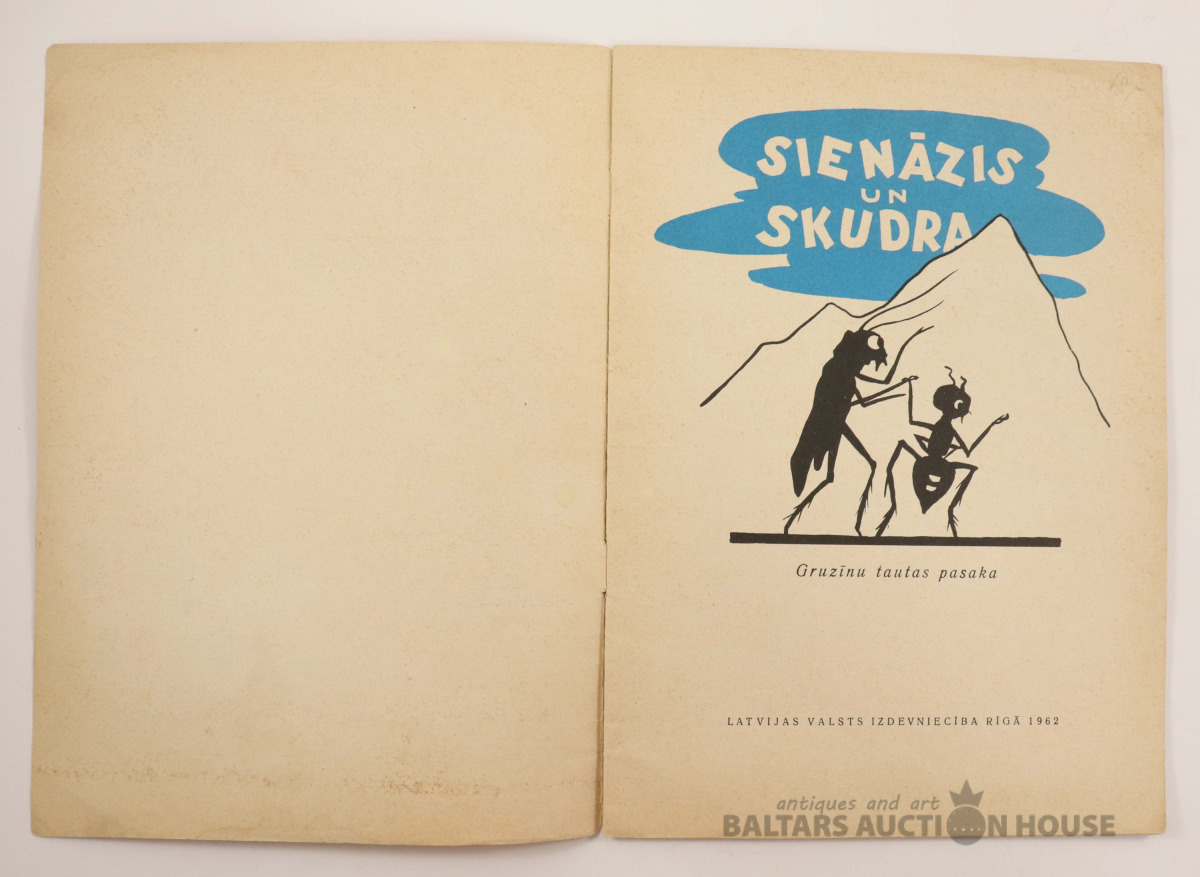 SIENĀZIS
UN
SKUDRA
Gruzīnu tautas pasaka
LATVIJAS VALSTS IZDEVNIECĪBA RĪGĀ 1962
antiques and art
BALTARS AUCTION HOUSE